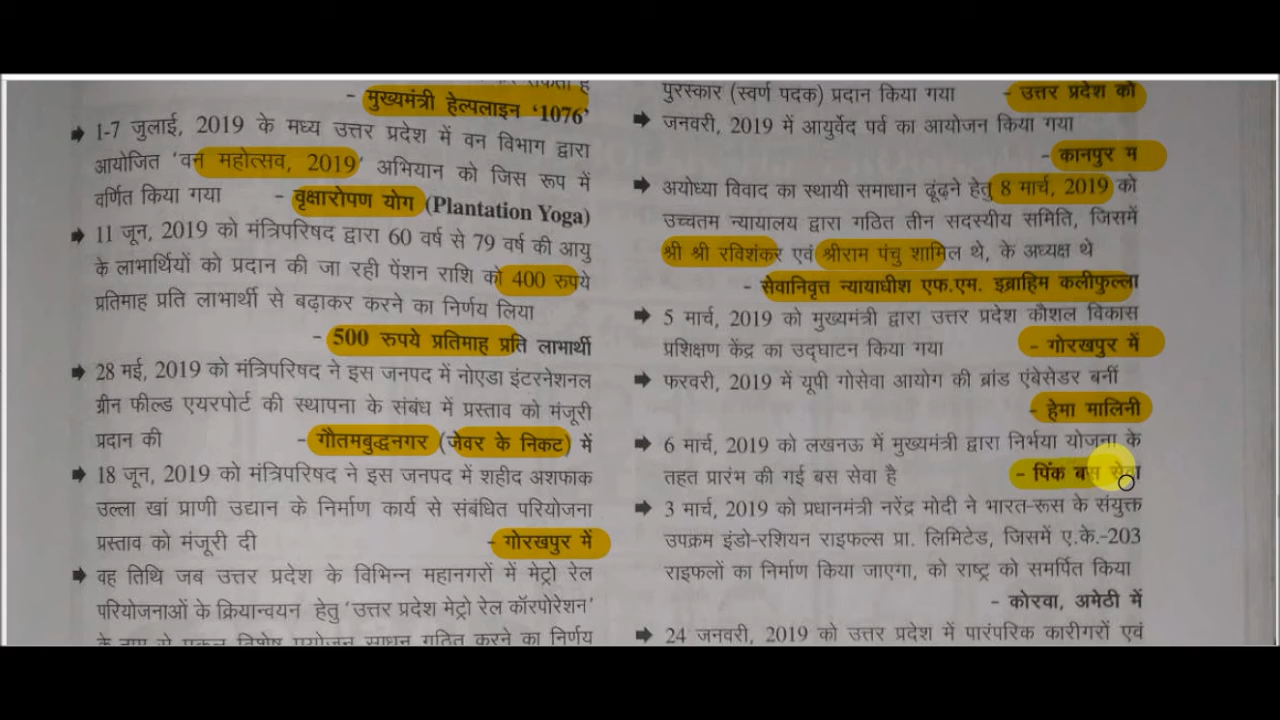 - मुख्यमंत्री हेल्पलाइन ‘1076’
1-7 जुलाई, 2019 के मध्य उत्तर प्रदेश में वन विभाग द्वारा
आयोजित ‘वन महोत्सव, 2019’ अभियान को जिस रूप में
वर्णित किया गया - वृक्षारोपण योग (Plantation Yoga)
11 जून, 2019 को मंत्रिपरिषद द्वारा 60 वर्ष से 79 वर्ष की आयु
के लाभार्थियों को प्रदान की जा रही पेंशन राशि को 400 रुपये
प्रतिमाह प्रति लाभार्थी से बढ़ाकर करने का निर्णय लिया
- 500 रुपये प्रतिमाह प्रति लाभार्थी
28 मई, 2019 को मंत्रिपरिषद ने इस जनपद में नोएडा इंटरनेशनल
ग्रीन फील्ड एयरपोर्ट की स्थापना के संबंध में प्रस्ताव को मंजूरी
प्रदान की - गौतमबुद्धनगर (जेवर के निकट) में
18 जून, 2019 को मंत्रिपरिषद ने इस जनपद में शहीद अशफाक
उल्ला खां प्राणी उद्यान के निर्माण कार्य से संबंधित परियोजना
प्रस्ताव को मंजूरी दी - गोरखपुर में
वह तिथि जब उत्तर प्रदेश के विभिन्न महानगरों में मेट्रो रेल
परियोजनाओं के क्रियान्वयन हेतु ‘उत्तर प्रदेश मेट्रो रेल कॉरपोरेशन’
के नाम से एकल विशेष प्रयोजन साधन गठित करने का निर्णय
पुरस्कार (स्वर्ण पदक) प्रदान किया गया - उत्तर प्रदेश को
जनवरी, 2019 में आयुर्वेद पर्व का आयोजन किया गया
- कानपुर में
अयोध्या विवाद का स्थायी समाधान ढूंढ़ने हेतु 8 मार्च, 2019 को
उच्चतम न्यायालय द्वारा गठित तीन सदस्यीय समिति, जिसमें
श्री श्री रविशंकर एवं श्रीराम पंचु शामिल थे, के अध्यक्ष थे
- सेवानिवृत्त न्यायाधीश एफ.एम. इब्राहिम कलीफुल्ला
5 मार्च, 2019 को मुख्यमंत्री द्वारा उत्तर प्रदेश कौशल विकास
प्रशिक्षण केंद्र का उद्घाटन किया गया - गोरखपुर में
फरवरी, 2019 में यूपी गोसेवा आयोग की ब्रांड एंबेसेडर बनीं
- हेमा मालिनी
6 मार्च, 2019 को लखनऊ में मुख्यमंत्री द्वारा निर्भया योजना के
तहत प्रारंभ की गई बस सेवा है - पिंक बस सेवा
3 मार्च, 2019 को प्रधानमंत्री नरेंद्र मोदी ने भारत-रूस के संयुक्त
उपक्रम इंडो-रशियन राइफल्स प्रा. लिमिटेड, जिसमें ए.के.-203
राइफलों का निर्माण किया जाएगा, को राष्ट्र को समर्पित किया
- कोरवा, अमेठी में
24 जनवरी, 2019 को उत्तर प्रदेश में पारंपरिक कारीगरों एवं